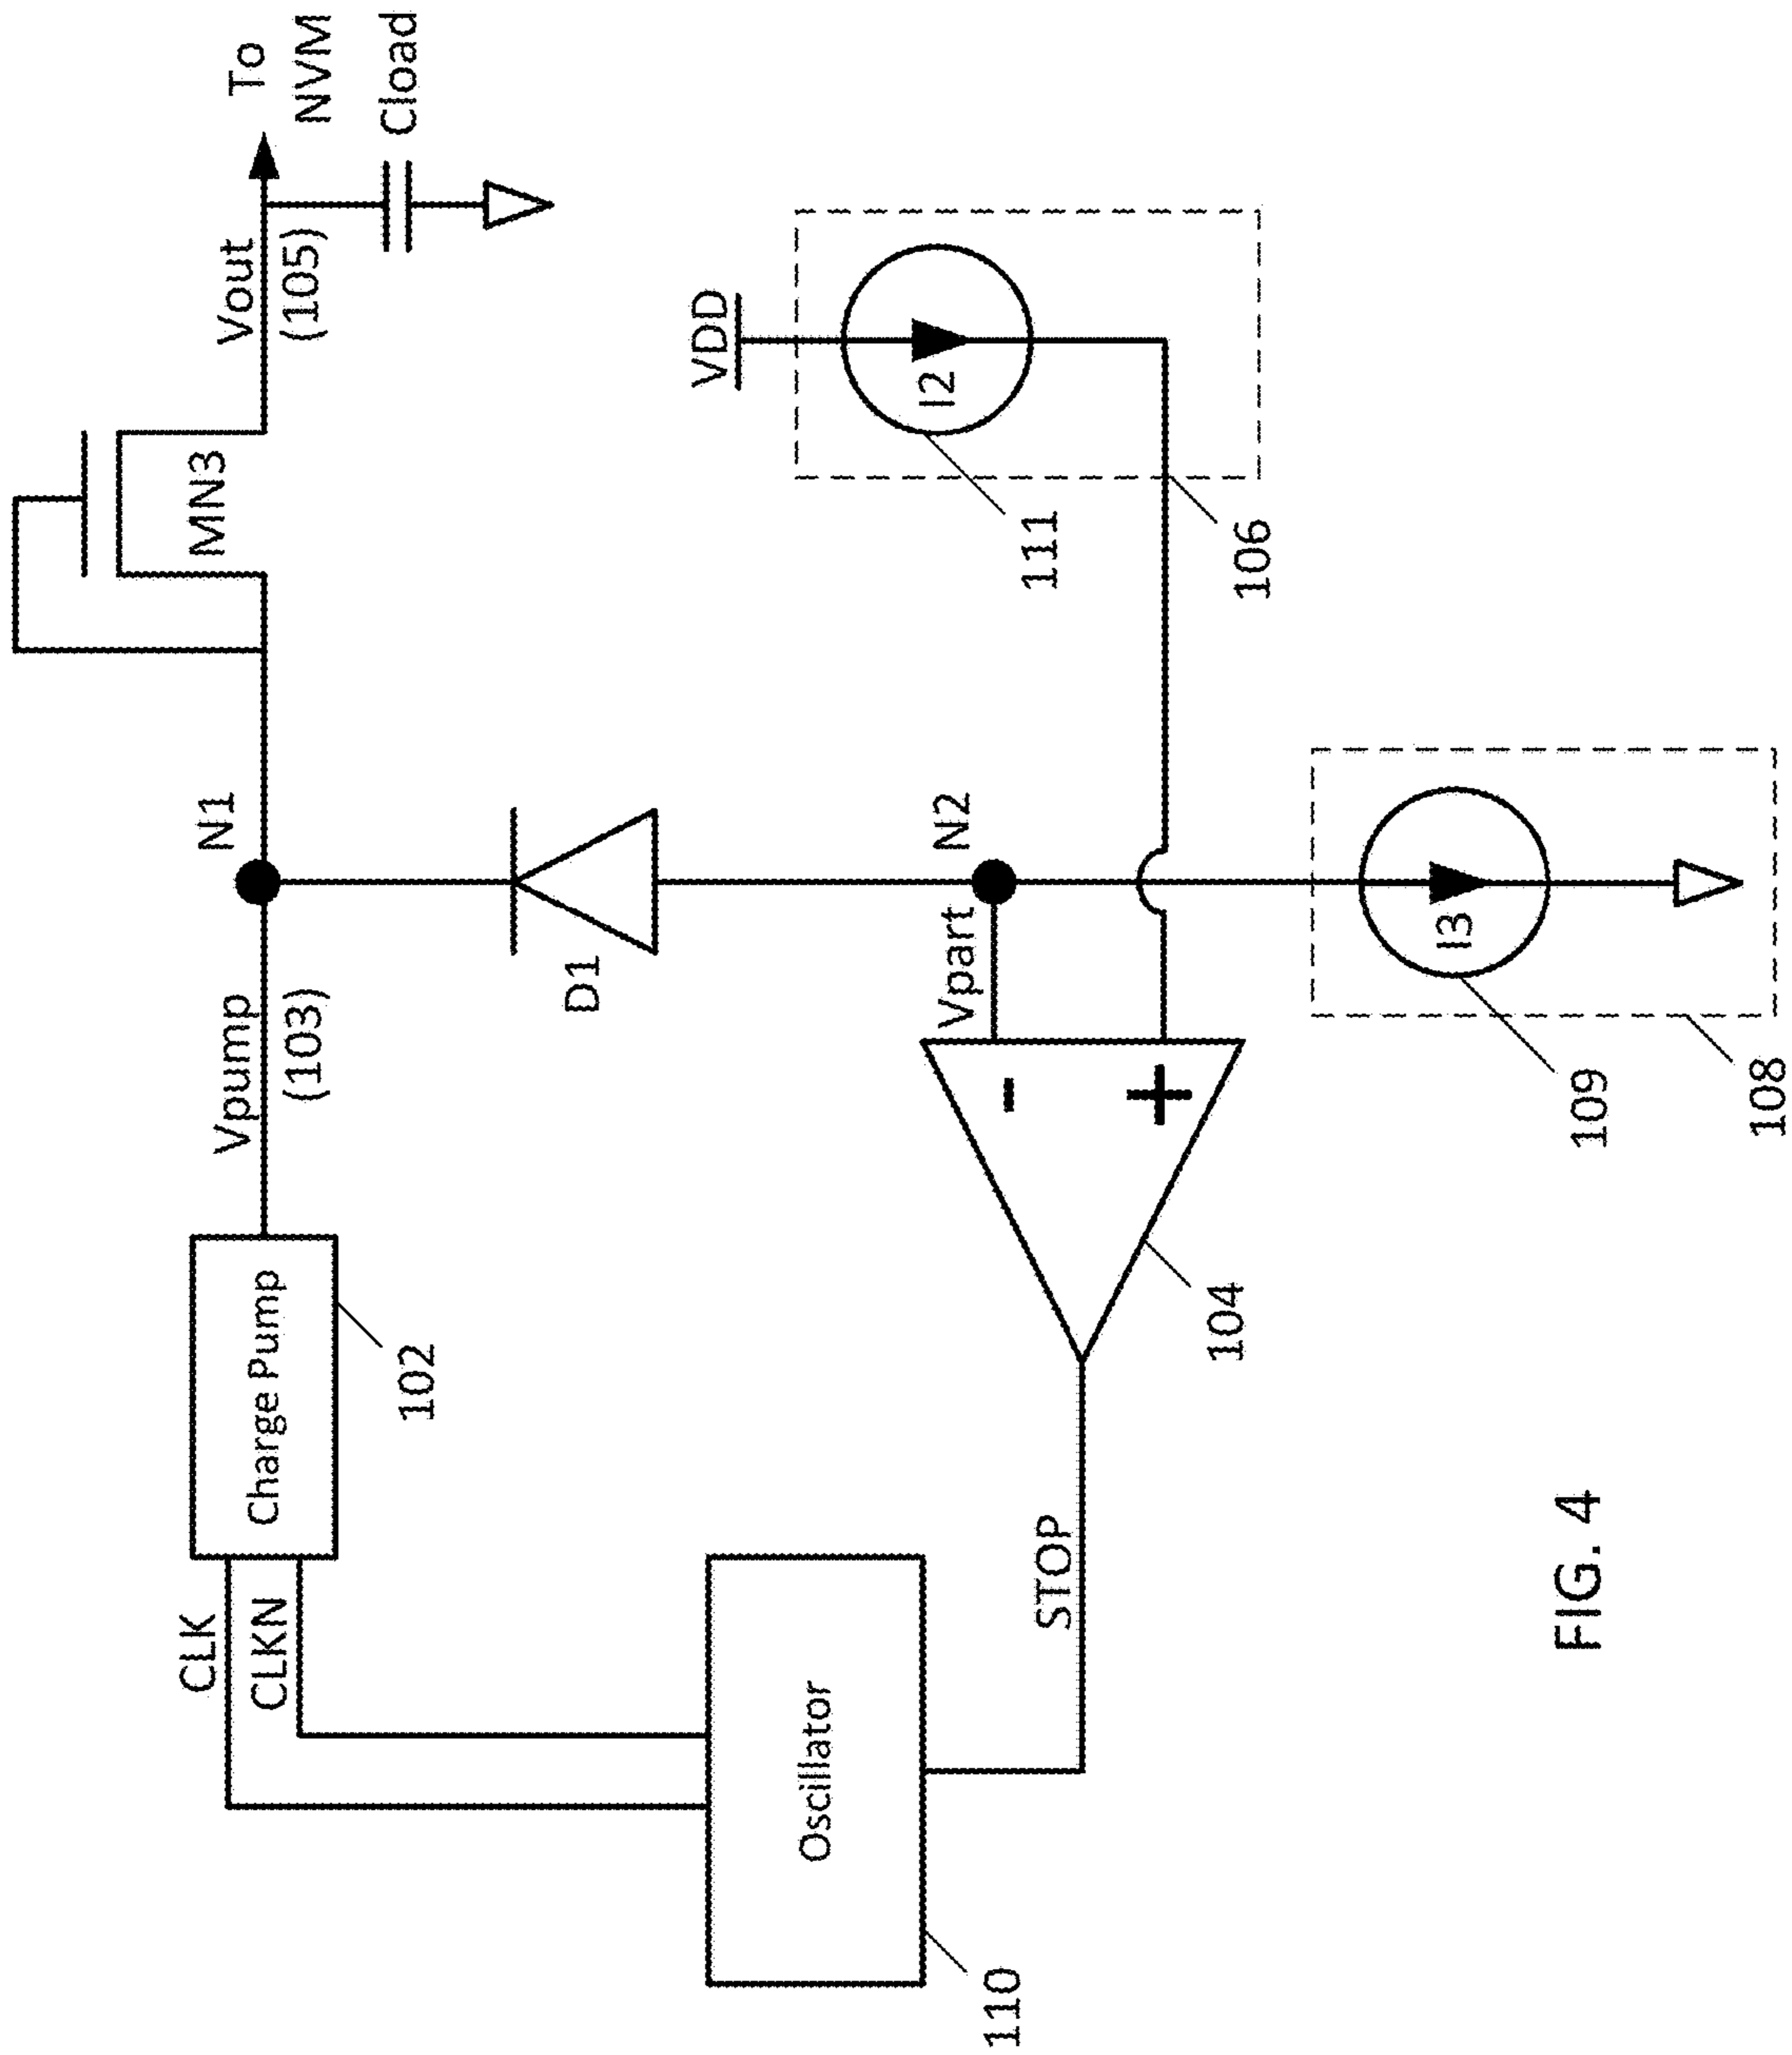 CLK
CLKN
Charge Pump
102
Vpump
(103)
N1
MN3
Vout
(105)
To
NVM
Cload
D1
VDD
I2
111
106
Oscillator
110
STOP
104
-
+
Vpart
N2
I3
109
108
FIG. 4